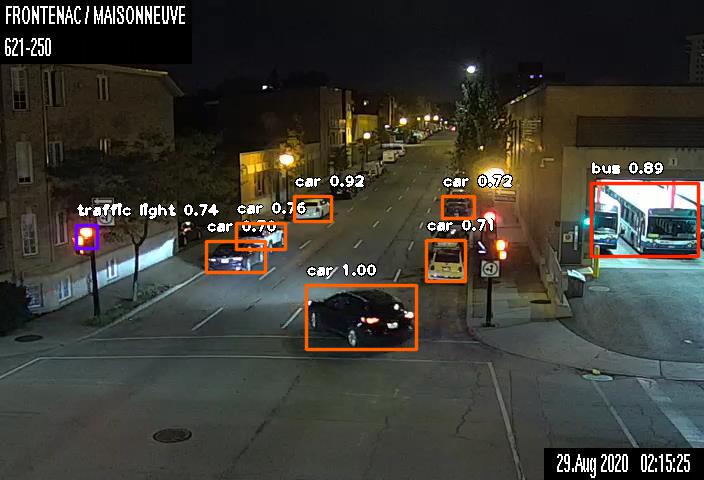 FRONTENAC / MAISONNEUVE
621-250
bus 0.89
car 0.92
car 0.72
traffic light 0.74
car 0.76
car 0.70
car 0.71
car 1.00
29.Aug 2020 02:15:25